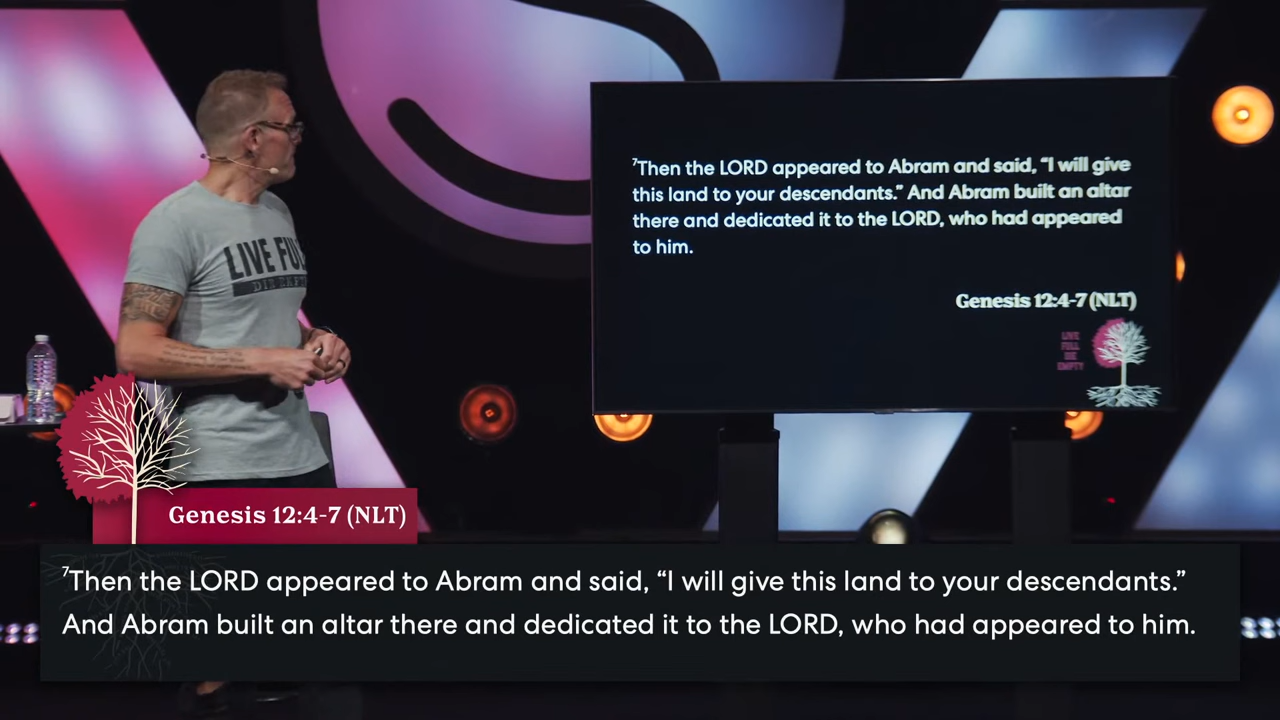 ⁷Then the LORD appeared to Abram and said, “I will give
this land to your descendants.” And Abram built an altar
there and dedicated it to the LORD, who had appeared
to him.
Genesis 12:4-7 (NLT)
LIVE
FULL
DIE
EMPTY
LIVE FUL
Genesis 12:4-7 (NLT)
⁷Then the LORD appeared to Abram and said, “I will give this land to your descendants.”
And Abram built an altar there and dedicated it to the LORD, who had appeared to him.